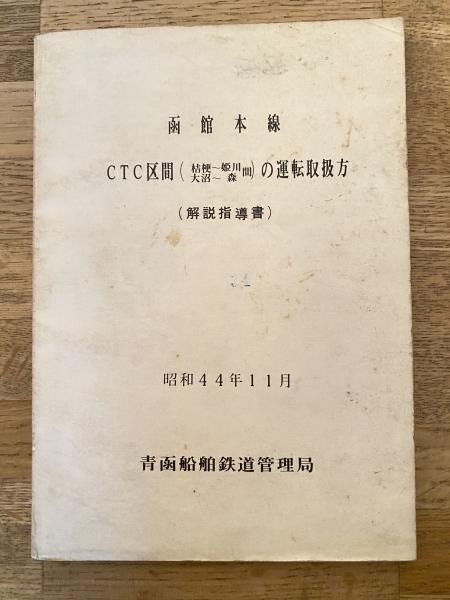 函館本線
CTC区間(桔梗～姫川 大沼～森 間)の運転取扱方
(解説指導書)
昭和44年11月
青函船舶鉄道管理局